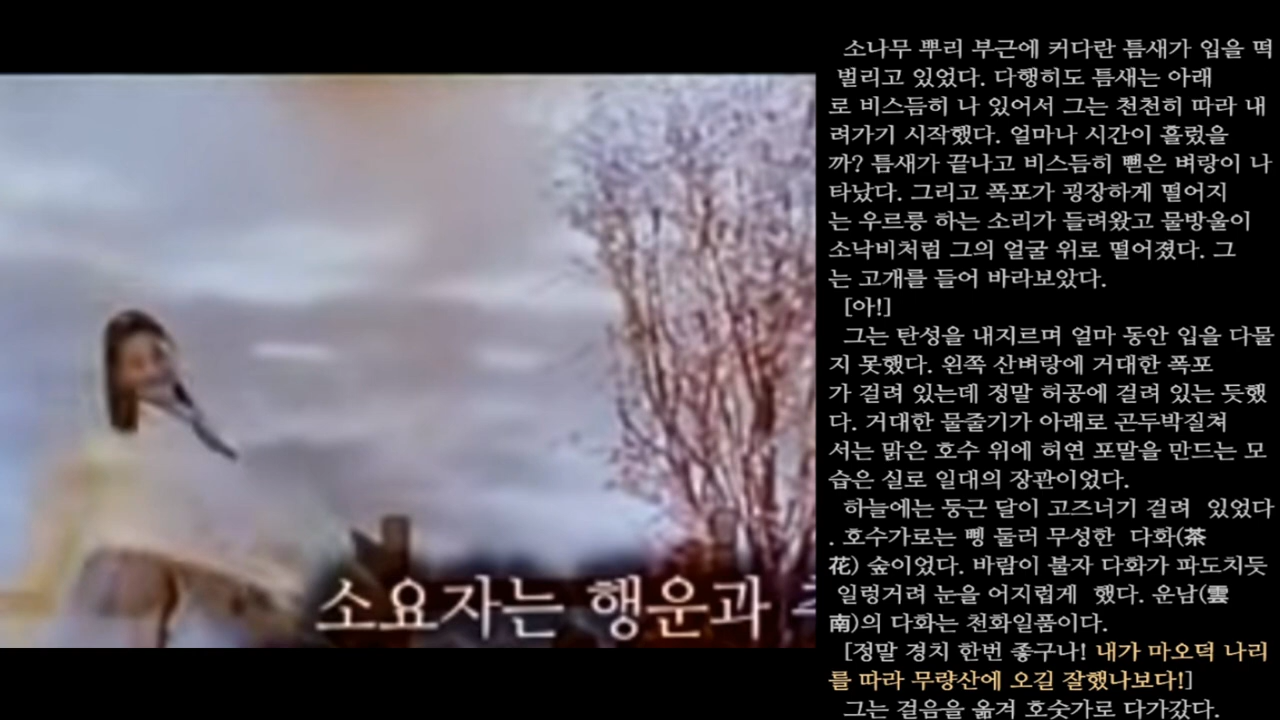 소요자는 행운과
소나무 뿌리 부근에 커다란 틈새가 입을 떡
벌리고 있었다. 다행히도 틈새는 아래
로 비스듬히 나 있어서 그는 천천히 따라 내
려가기 시작했다. 얼마나 시간이 흘렀을
까? 틈새가 끝나고 비스듬히 뻗은 벼랑이 나
타났다. 그리고 폭포가 굉장하게 떨어지
는 우르릉 하는 소리가 들려왔고 물방울이
소낙비처럼 그의 얼굴 위로 떨어졌다. 그
는 고개를 들어 바라보았다.
[아!]
그는 탄성을 내지르며 얼마 동안 입을 다물
지 못했다. 왼쪽 산벼랑에 거대한 폭포
가 걸려 있는데 정말 허공에 걸려 있는 듯했
다. 거대한 물줄기가 아래로 곤두박질쳐
서는 맑은 호수 위에 허연 포말을 만드는 모
습은 실로 일대의 장관이었다.
하늘에는 둥근 달이 고즈너기 걸려 있었다
. 호수가로는 삥 둘러 무성한 다화(茶
花) 숲이었다. 바람이 불자 다화가 파도치듯
일렁거려 눈을 어지럽게 했다. 운남(雲
南)의 다화는 천화일품이다.
[정말 경치 한번 좋구나! 내가 마오덕 나리
를 따라 무량산에 오길 잘했나보다!]
그는 걸음을 옮겨 호숫가로 다가갔다.